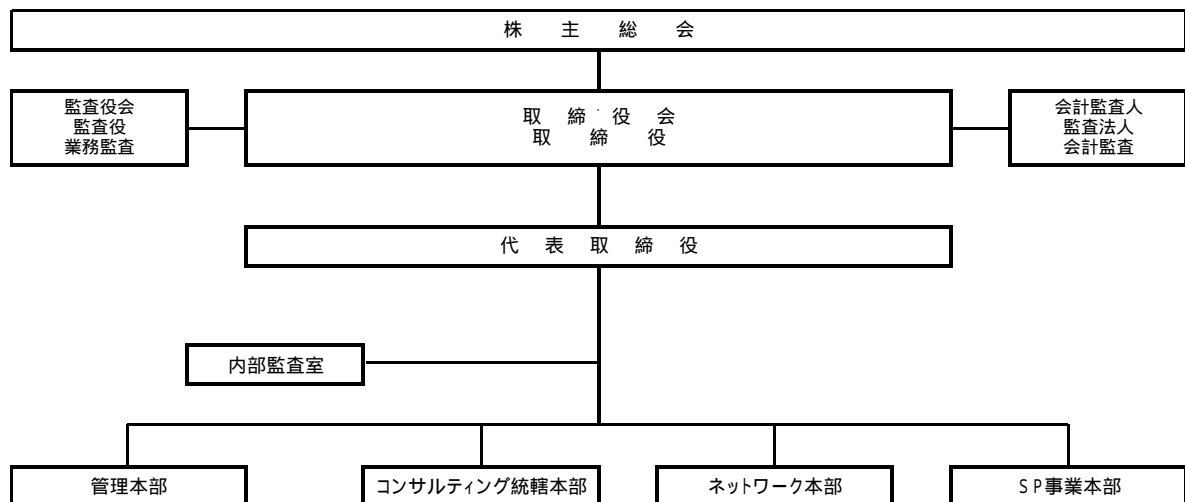 株主総会
監査役会
監査役
業務監査
取締役会
取締役
会計監査人
監査法人
会計監査
代表取締役
内部監査室
管理本部
コンサルティング統轄本部
ネットワーク本部
SP事業本部